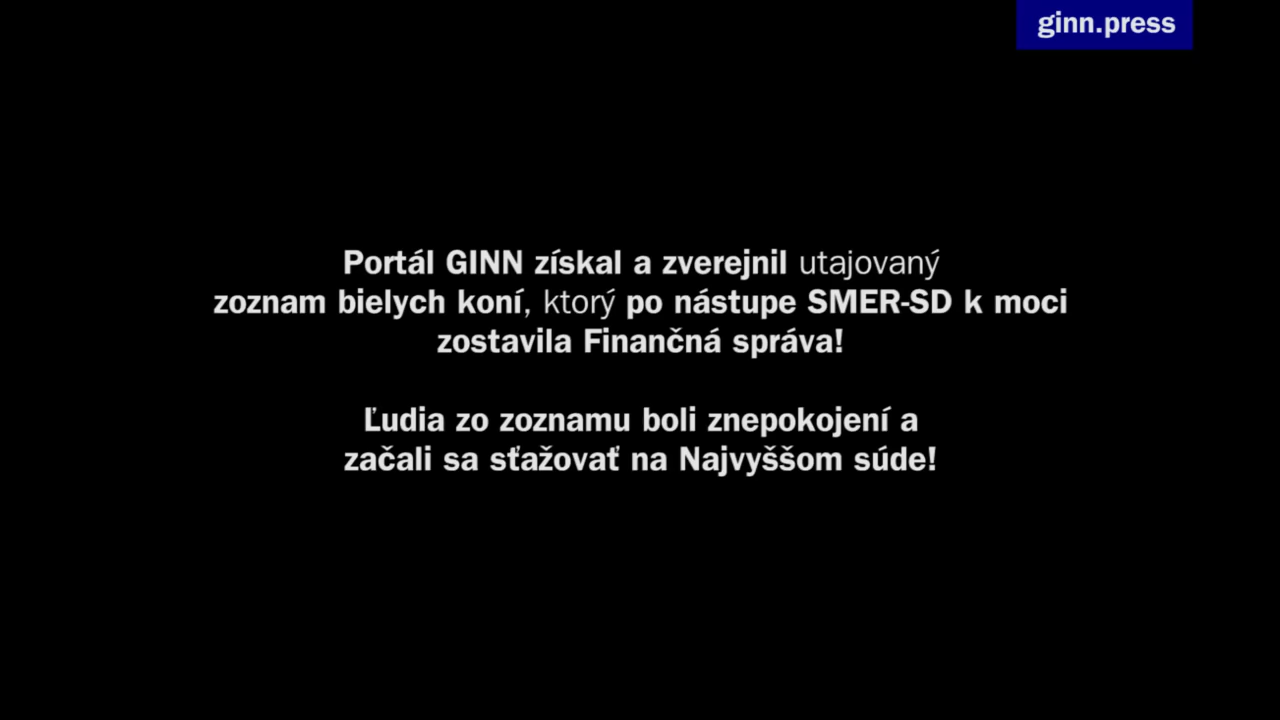 ginn.press
Portál GINN získal a zverejnil utajovaný
zoznam bielych koní, ktorý po nástupe SMER-SD k moci
zostavila Finančná správa!
Ľudia zo zoznamu boli znepokojení a
začali sa sťažovať na Najvyššom súde!